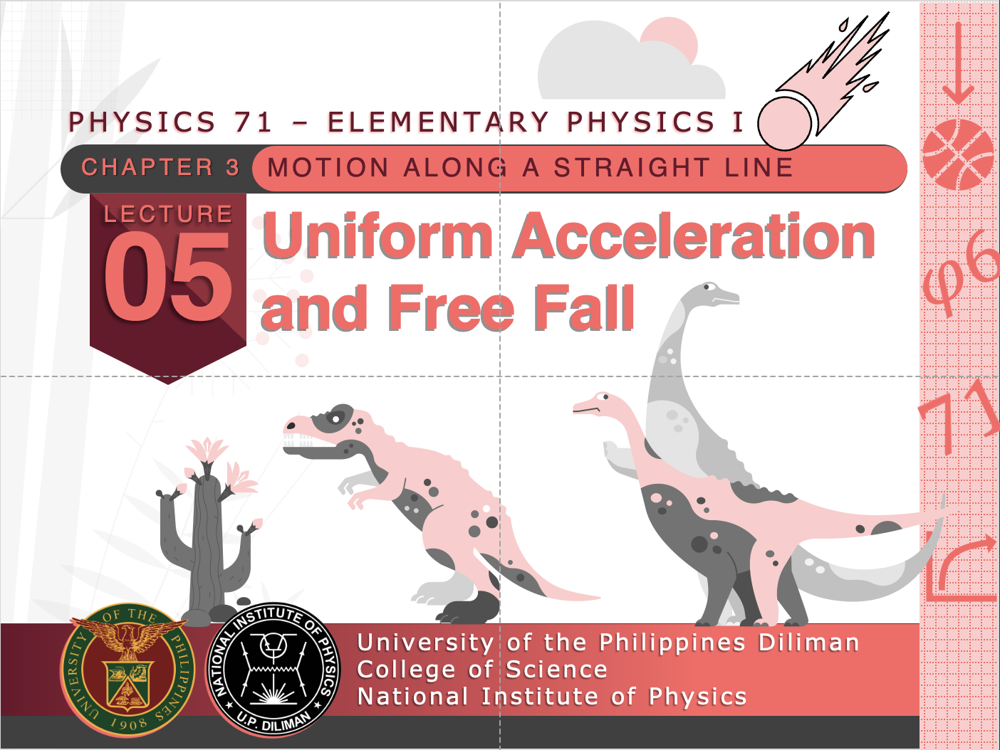 PHYSICS 71 – ELEMENTARY PHYSICS I
CHAPTER 3 MOTION ALONG A STRAIGHT LINE
LECTURE
05
Uniform Acceleration
and Free Fall
φ6
71
UNIVERSITY OF THE PHILIPPINES
1908
NATIONAL INSTITUTE OF PHYSICS
U.P. DILIMAN
University of the Philippines Diliman
College of Science
National Institute of Physics